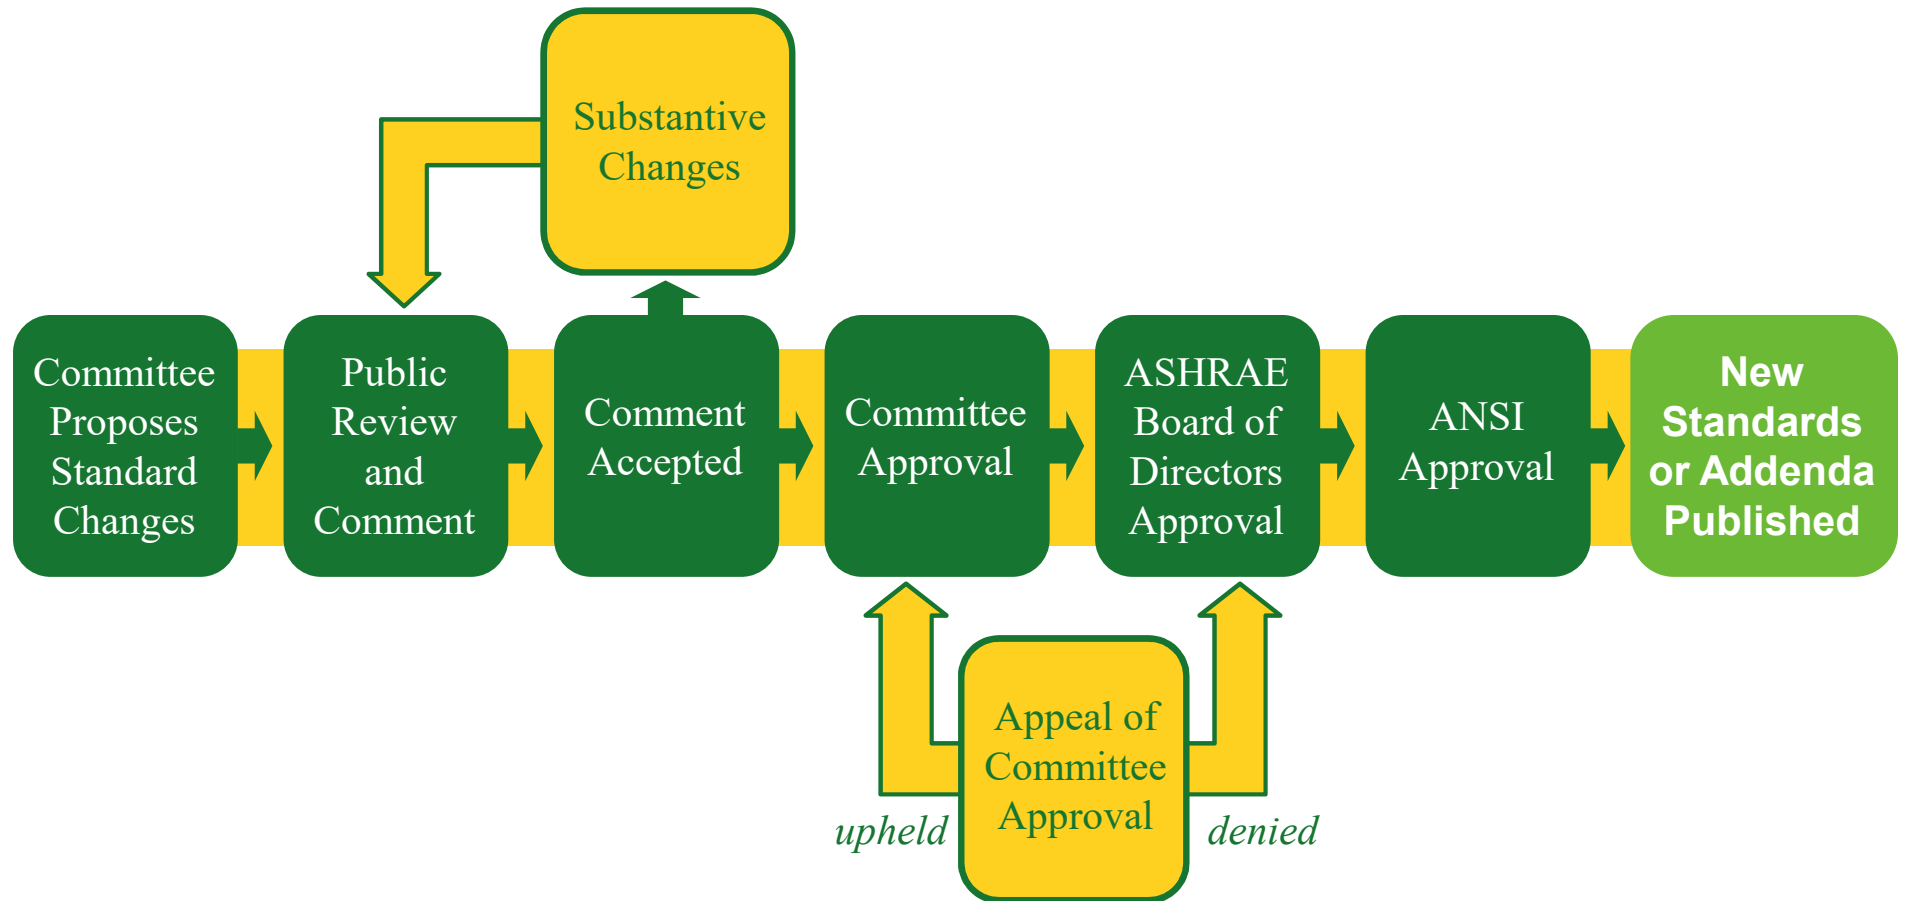 Substantive
Changes
Committee
Proposes
Standard
Changes
Public
Review
and
Comment
Comment
Accepted
Committee
Approval
ASHRAE
Board of
Directors
Approval
ANSI
Approval
New
Standards
or Addenda
Published
Appeal of
Committee
Approval
upheld
denied